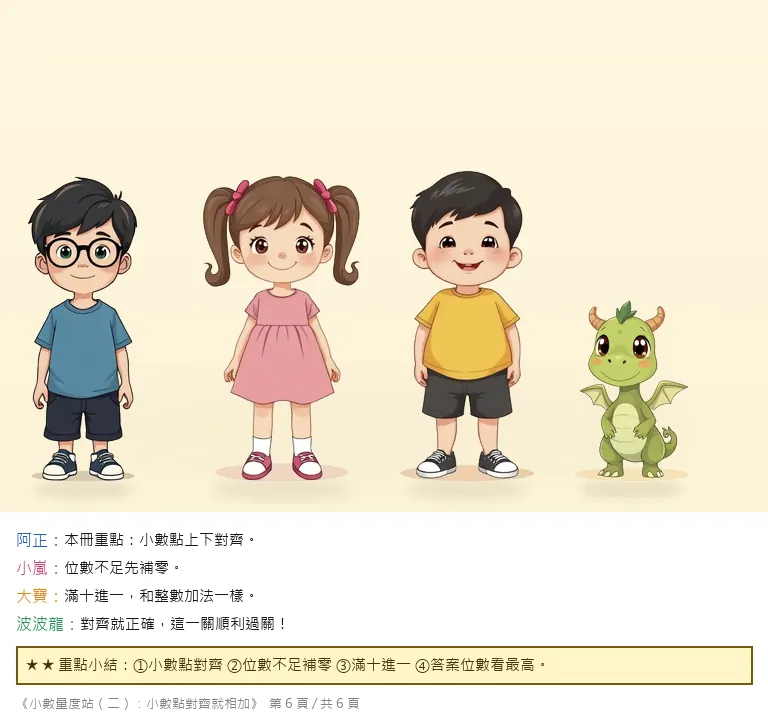 阿正：本冊重點：小數點上下對齊。
小嵐：位數不足先補零。
大寶：滿十進一，和整數加法一樣。
波波龍：對齊就正確，這一關順利過關！
★★ 重點小結：①小數點對齊 ②位數不足補零 ③滿十進一 ④答案位數看最高。
《小數量度站（二）：小數點對齊就相加》 第 6 頁 / 共 6 頁